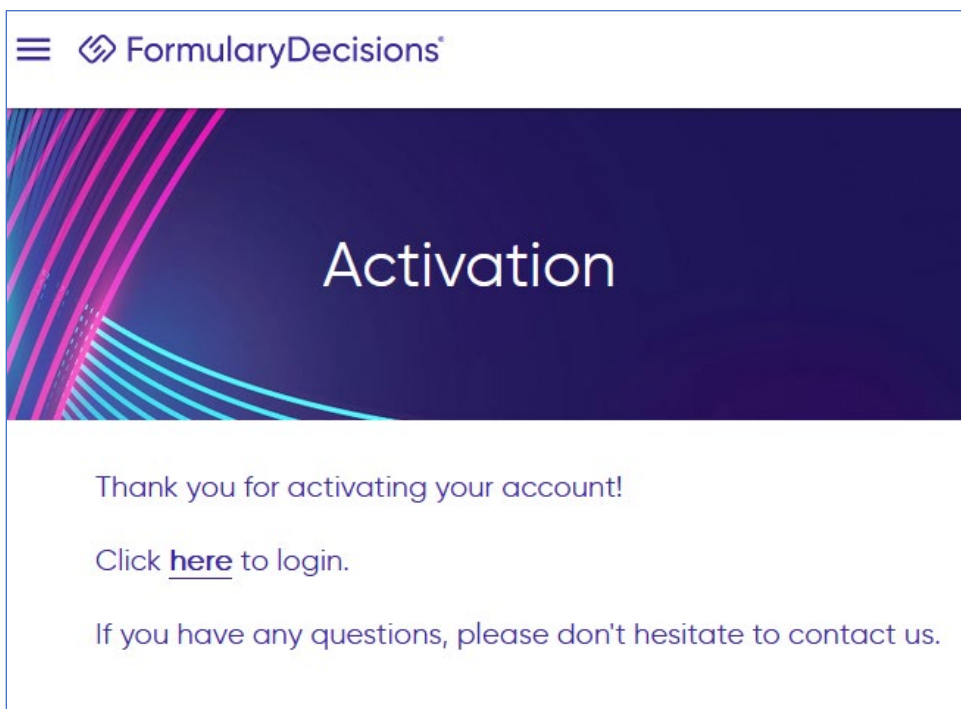 FormularyDecisions®
Activation
Thank you for activating your account!
Click here to login.
If you have any questions, please don't hesitate to contact us.